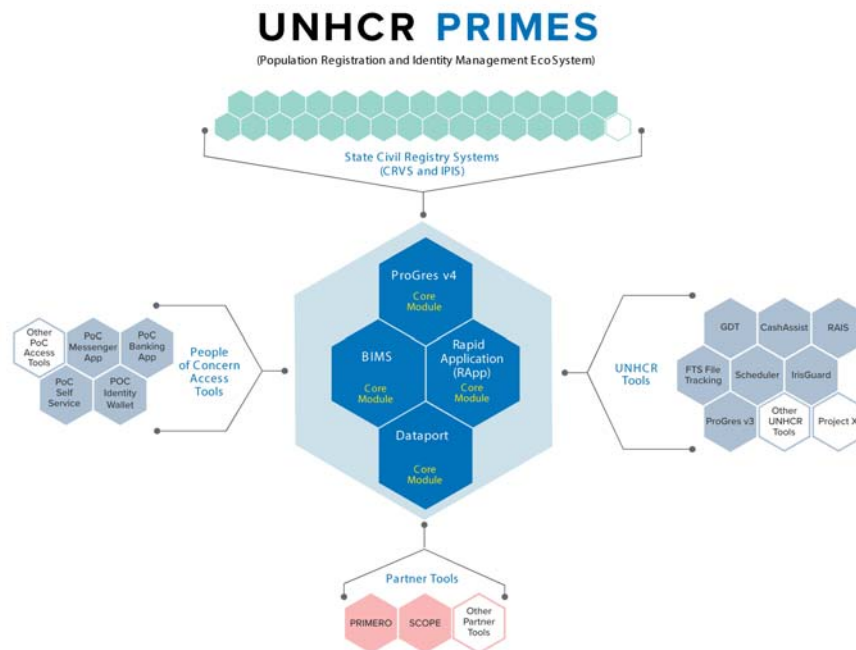 UNHCR PRIMES
(Population Registration and Identity Management EcoSystem)
State Civil Registry Systems
(CRVS and IPIS)
ProGres v4
Core
Module
BIMS
Core
Module
Rapid
Application
(RApp)
Core
Module
Dataport
Core
Module
Other
PoC
Access
Tools
PoC
Messenger
App
PoC
Banking
App
PoC
Self
Service
POC
Identity
Wallet
People
of Concern
Access
Tools
UNHCR
Tools
GDT
CashAssist
RAIS
FTS File
Tracking
Scheduler
IrisGuard
ProGres v3
Other
UNHCR
Tools
Project X
Partner Tools
PRIMERO
SCOPE
Other
Partner
Tools